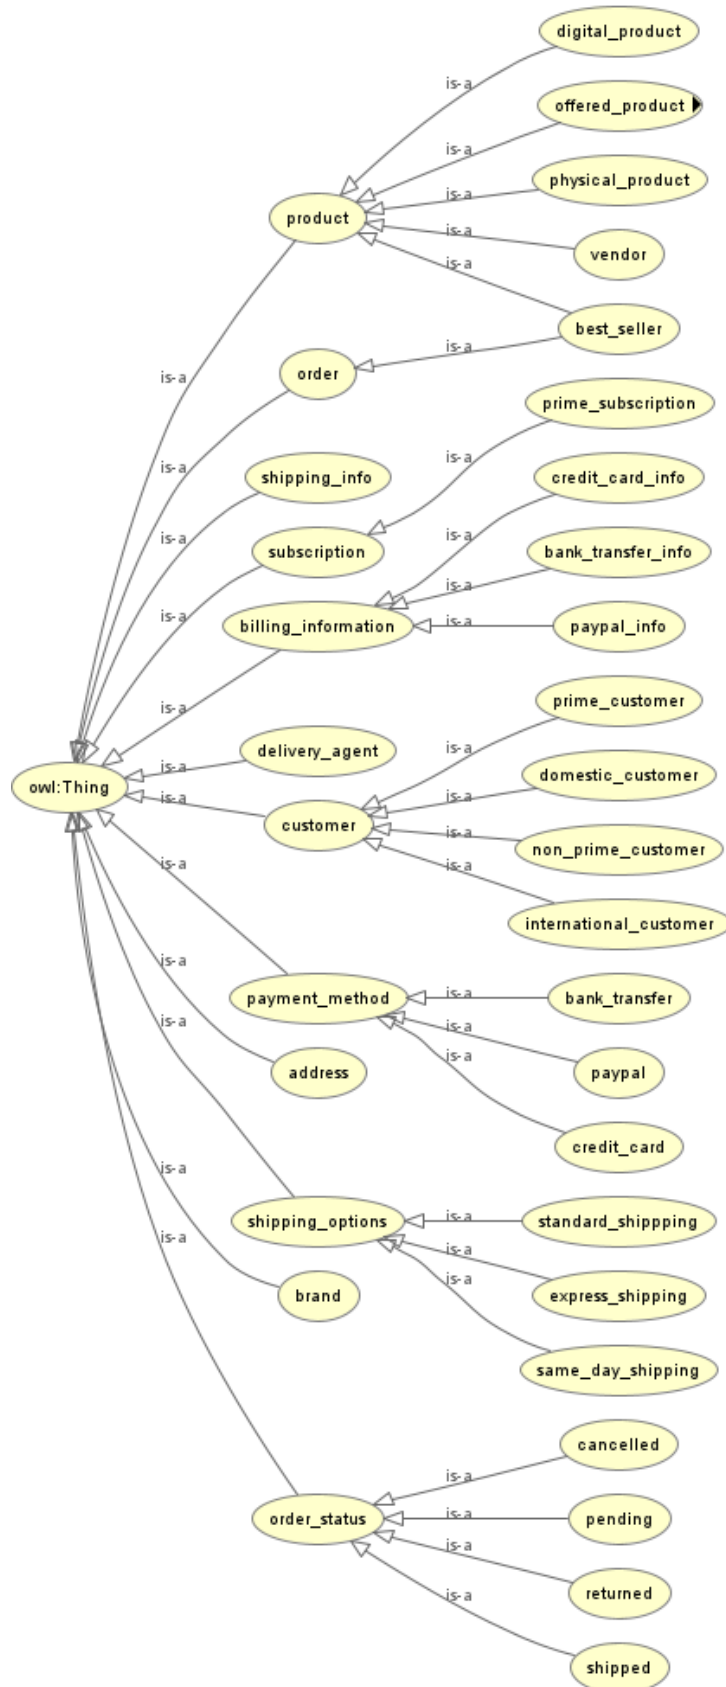 digital_product
is-a
offered_product
is-a
physical_product
is-a
product
is-a
vendor
is-a
best_seller
is-a
order
is-a
prime_subscription
is-a
is-a
shipping_info
credit_card_info
is-a
is-a
subscription
bank_transfer_info
is-a
is-a
billing_information
is-a
paypal_info
prime_customer
is-a
delivery_agent
is-a
domestic_customer
is-a
owl:Thing
is-a
customer
is-a
non_prime_customer
is-a
is-a
international_customer
payment_method
is-a
bank_transfer
is-a
is-a
address
paypal
is-a
is-a
credit_card
is-a
shipping_options
is-a
standard_shippping
is-a
is-a
brand
express_shipping
is-a
same_day_shipping
cancelled
is-a
order_status
is-a
pending
is-a
returned
is-a
shipped